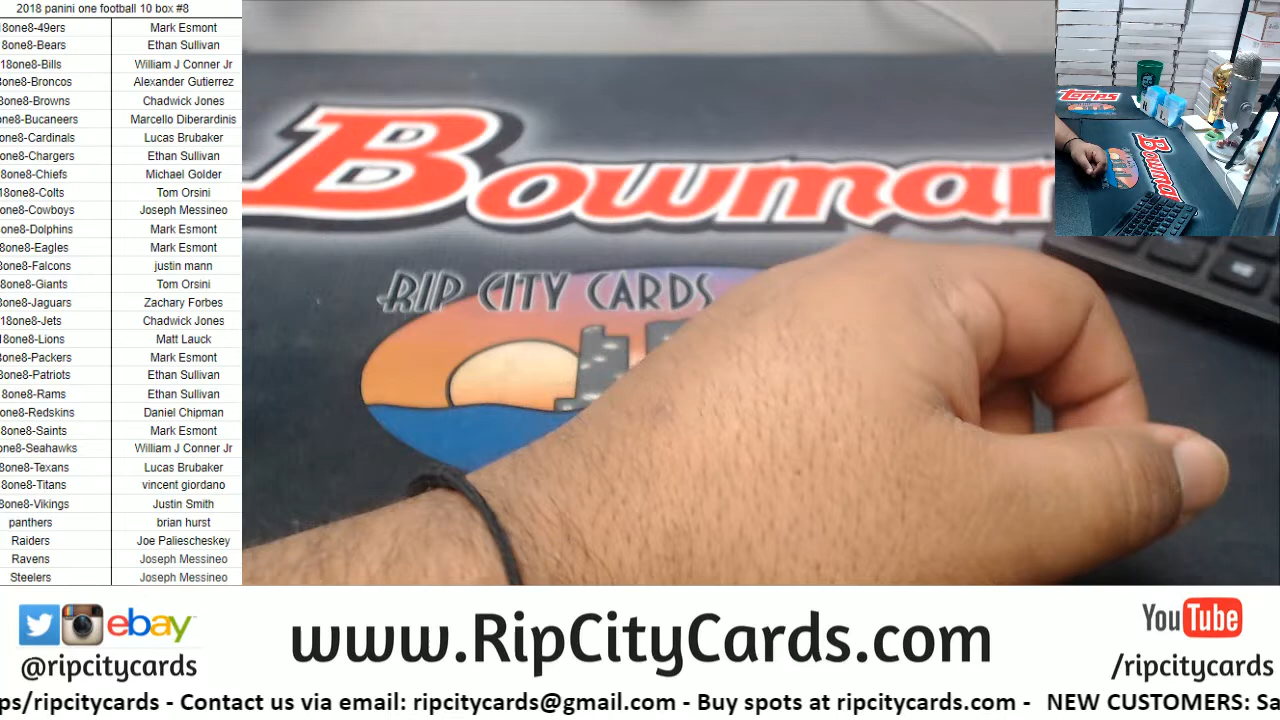 2018 panini one football 10 box #8
8one8-49ers Mark Esmont
8one8-Bears Ethan Sullivan
18one8-Bills William J Conner Jr
8one8-Broncos Alexander Gutierrez
8one8-Browns Chadwick Jones
one8-Bucaneers Marcello Diberardinis
one8-Cardinals Lucas Brubaker
one8-Chargers Ethan Sullivan
8one8-Chiefs Michael Golder
18one8-Colts Tom Orsini
one8-Cowboys Joseph Messineo
one8-Dolphins Mark Esmont
8one8-Eagles Mark Esmont
8one8-Falcons justin mann
8one8-Giants Tom Orsini
8one8-Jaguars Zachary Forbes
18one8-Jets Chadwick Jones
18one8-Lions Matt Lauck
8one8-Packers Mark Esmont
8one8-Patriots Ethan Sullivan
8one8-Rams Ethan Sullivan
one8-Redskins Daniel Chipman
8one8-Saints Mark Esmont
one8-Seahawks William J Conner Jr
8one8-Texans Lucas Brubaker
8one8-Titans vincent giordano
8one8-Vikings Justin Smith
panthers brian hurst
Raiders Joe Paliescheskey
Ravens Joseph Messineo
Steelers Joseph Messineo
Bowman
RIP CITY CARDS
Topps
Bowma
ebay
@ripcitycards
www.RipCityCards.com
YouTube
/ripcitycards
ps/ripcitycards - Contact us via email: ripcitycards@gmail.com - Buy spots at ripcitycards.com - NEW CUSTOMERS: Sa